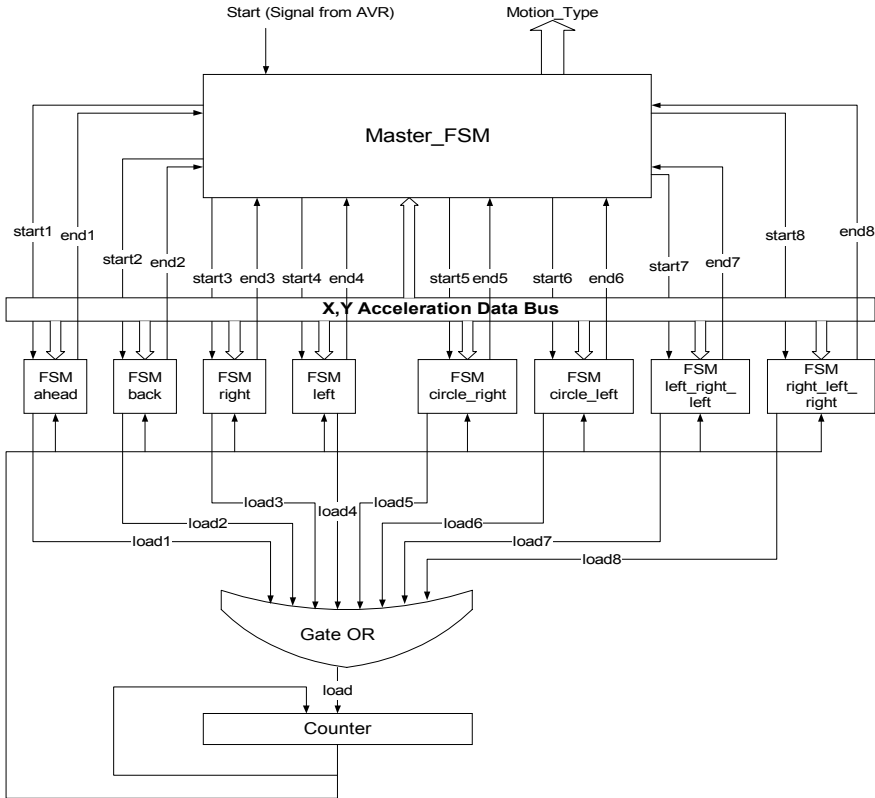 Start (Signal from AVR)
Motion_Type
Master_FSM
start1
end1
start2
end2
start3
end3
start4
end4
start5
end5
start6
end6
start7
end7
start8
end8
X,Y Acceleration Data Bus
FSM
ahead
FSM
back
FSM
right
FSM
left
FSM
circle_right
FSM
circle_left
FSM
left_right_
left
FSM
right_left_
right
load1
load2
load3
load4
load5
load6
load7
load8
Gate OR
load
Counter